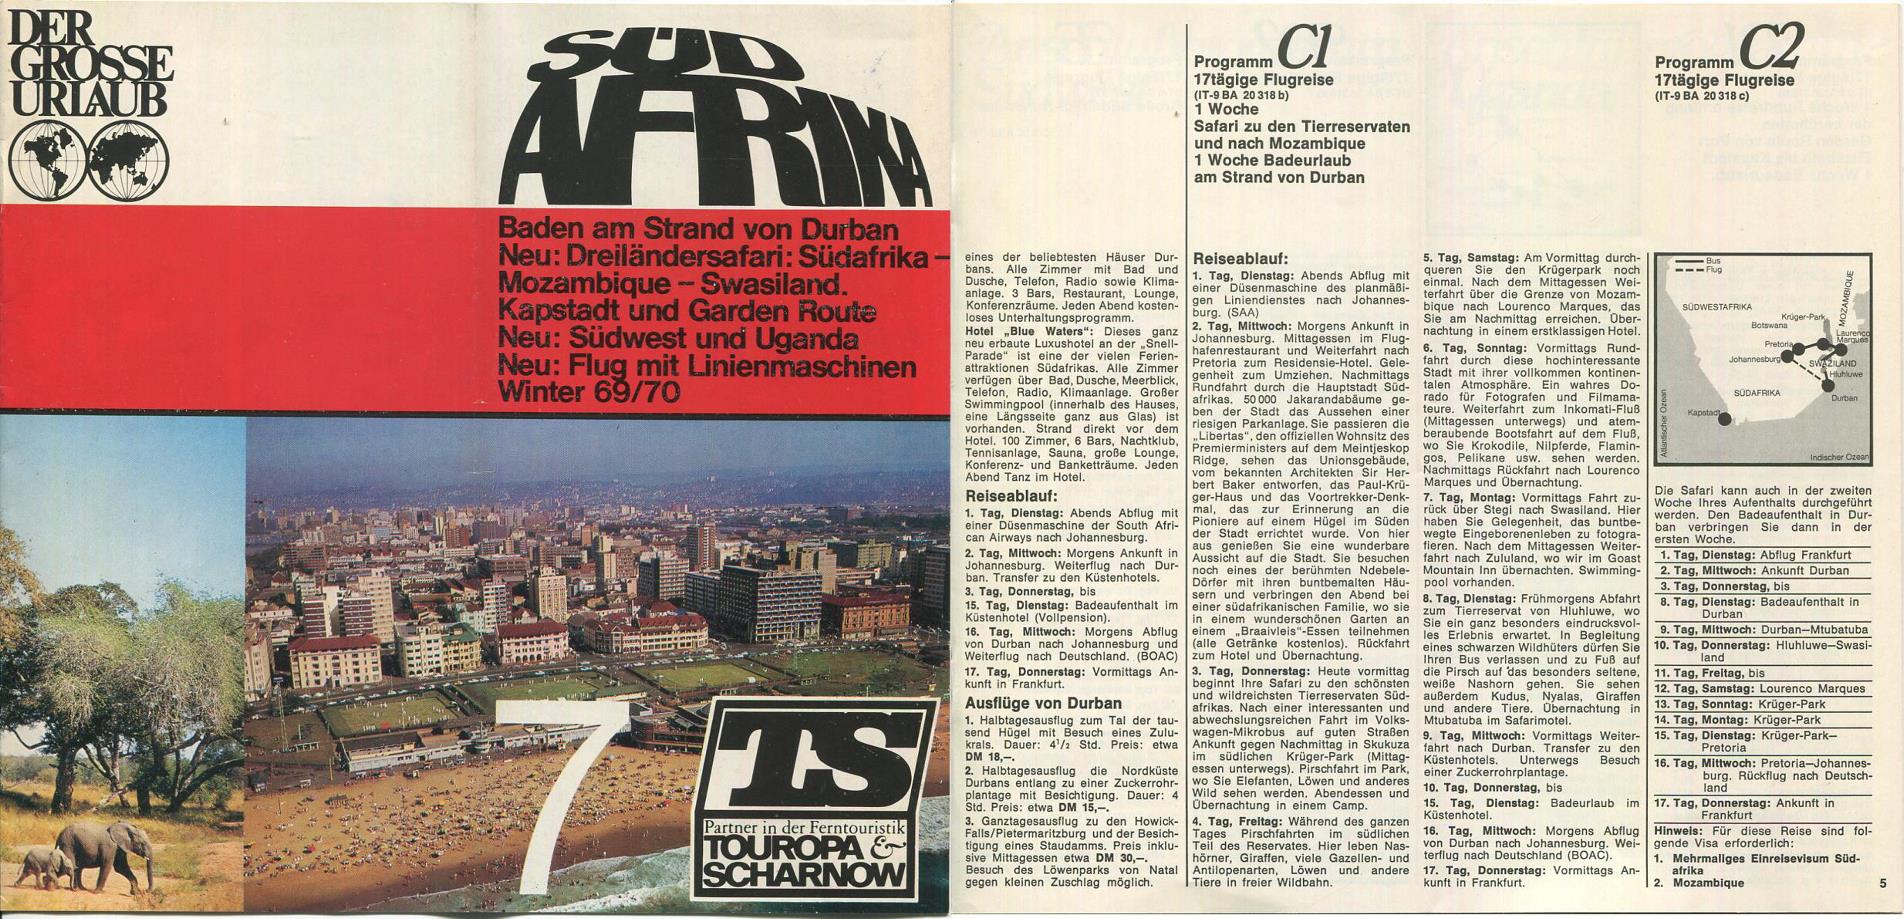 DER
GROSSE
URLAUB
SÜD
AFRIKA
Baden am Strand von Durban
Neu: Dreiländersafari: Südafrika –
Mozambique – Swasiland.
Kapstadt und Garden Route
Neu: Südwest und Uganda
Neu: Flug mit Linienmaschinen
Winter 69/70
7
TS
Partner in der Ferntouristik
TOUROPA &
SCHARNOW
eines der beliebtesten Häuser Dur-
bans. Alle Zimmer mit Bad und
Dusche, Telefon, Radio sowie Klima-
anlage. 3 Bars, Restaurant, Lounge,
Konferenzräume. Jeden Abend kosten-
loses Unterhaltungsprogramm.
Hotel „Blue Waters“: Dieses ganz
neu erbaute Luxushotel an der „Snell-
Parade“ ist eine der vielen Ferien-
attraktionen Südafrikas. Alle Zimmer
verfügen über Bad, Dusche, Meerblick,
Telefon, Radio, Klimaanlage. Großer
Swimmingpool (innerhalb des Hauses,
eine Längsseite ganz aus Glas) ist
vorhanden. Strand direkt vor dem
Hotel. 100 Zimmer, 6 Bars, Nachtklub,
Tennisanlage, Sauna, große Lounge,
Konferenz- und Banketträume. Jeden
Abend Tanz im Hotel.
Reiseablauf:
1. Tag, Dienstag: Abends Abflug mit
einer Düsenmaschine der South Afri-
can Airways nach Johannesburg.
2. Tag, Mittwoch: Morgens Ankunft in
Johannesburg. Weiterflug nach Dur-
ban. Transfer zu den Küstenhotels.
3. Tag, Donnerstag, bis
15. Tag, Dienstag: Badeaufenthalt im
Küstenhotel (Vollpension).
16. Tag, Mittwoch: Morgens Abflug
von Durban nach Johannesburg und
Weiterflug nach Deutschland. (BOAC)
17. Tag, Donnerstag: Vormittags An-
kunft in Frankfurt.
Ausflüge von Durban
1. Halbtagesausflug zum Tal der tau-
send Hügel mit Besuch eines Zulu-
krals. Dauer: 4½ Std. Preis: etwa
DM 18,–.
2. Halbtagesausflug die Nordküste
Durbans entlang zu einer Zuckerrohr-
plantage mit Besichtigung. Dauer: 4
Std. Preis: etwa DM 15,–.
3. Ganztagesausflug zu den Howick-
Falls/Pietermaritzburg und der Besich-
tigung eines Staudamms. Preis inklu-
sive Mittagessen etwa DM 30,–.
Besuch des Löwenparks von Natal
gegen kleinen Zuschlag möglich.
Programm C1
17tägige Flugreise
(IT-9 BA 20 318 b)
1 Woche
Safari zu den Tierreservaten
und nach Mozambique
1 Woche Badeurlaub
am Strand von Durban
Reiseablauf:
1. Tag, Dienstag: Abends Abflug mit
einer Düsenmaschine des planmäßi-
gen Liniendienstes nach Johannes-
burg. (SAA)
2. Tag, Mittwoch: Morgens Ankunft in
Johannesburg. Mittagessen im Flug-
hafenrestaurant und Weiterfahrt nach
Pretoria zum Residensie-Hotel. Gele-
genheit zum Umziehen. Nachmittags
Rundfahrt durch die Hauptstadt Süd-
afrikas. 50 000 Jakarandabäume ge-
ben der Stadt das Aussehen einer
riesigen Parkanlage. Sie passieren die
„Libertas“, den offiziellen Wohnsitz des
Premierministers auf dem Meintjeskop
Ridge, sehen das Unionsgebäude,
vom bekannten Architekten Sir Her-
bert Baker entworfen, das Paul-Krü-
ger-Haus und das Voortrekker-Denk-
mal, das zur Erinnerung an die
Pioniere auf einem Hügel im Süden
der Stadt errichtet wurde. Von hier
aus genießen Sie eine wunderbare
Aussicht auf die Stadt. Sie besuchen
noch eines der berühmten Ndebele-
Dörfer mit ihren buntbemalten Häu-
sern und verbringen den Abend bei
einer südafrikanischen Familie, wo sie
in einem wunderschönen Garten an
einem „Braaivleis“-Essen teilnehmen
(alle Getränke kostenlos). Rückfahrt
zum Hotel und Übernachtung.
3. Tag, Donnerstag: Heute vormittag
beginnt Ihre Safari zu den schönsten
und wildreichsten Tierreservaten Süd-
afrikas. Nach einer interessanten und
abwechslungsreichen Fahrt im Volks-
wagen-Mikrobus auf guten Straßen
Ankunft gegen Nachmittag in Skukuza
im südlichen Krüger-Park (Mittag-
essen unterwegs). Pirschfahrt im Park,
wo Sie Elefanten, Löwen und anderes
Wild sehen werden. Abendessen und
Übernachtung in einem Camp.
4. Tag, Freitag: Während des ganzen
Tages Pirschfahrten im südlichen
Teil des Reservates. Hier leben Nas-
hörner, Giraffen, viele Gazellen- und
Antilopenarten, Löwen und andere
Tiere in freier Wildbahn.
5. Tag, Samstag: Am Vormittag durch-
queren Sie den Krügerpark noch
einmal. Nach dem Mittagessen Wei-
terfahrt über die Grenze von Mozam-
bique nach Lourenco Marques, das
Sie am Nachmittag erreichen. Über-
nachtung in einem erstklassigen Hotel.
6. Tag, Sonntag: Vormittags Rund-
fahrt durch diese hochinteressante
Stadt mit ihrer vollkommen kontinen-
talen Atmosphäre. Ein wahres Do-
rado für Fotografen und Filmama-
teure. Weiterfahrt zum Inkomati-Fluß
(Mittagessen unterwegs) und atem-
beraubende Bootsfahrt auf dem Fluß,
wo Sie Krokodile, Nilpferde, Flamin-
gos, Pelikane usw. sehen werden.
Nachmittags Rückfahrt nach Lourenco
Marques und Übernachtung.
7. Tag, Montag: Vormittags Fahrt zu-
rück über Stegi nach Swasiland. Hier
haben Sie Gelegenheit, das buntbe-
wegte Eingeborenenleben zu fotogra-
fieren. Nach dem Mittagessen Weiter-
fahrt nach Zululand, wo wir im Goast
Mountain Inn übernachten. Swimming-
pool vorhanden.
8. Tag, Dienstag: Frühmorgens Abfahrt
zum Tierreservat von Hluhluwe, wo
Sie ein ganz besonders eindrucksvol-
les Erlebnis erwartet. In Begleitung
eines schwarzen Wildhüters dürfen Sie
Ihren Bus verlassen und zu Fuß auf
die Pirsch auf das besonders seltene,
weiße Nashorn gehen. Sie sehen
außerdem Kudus, Nyalas, Giraffen
und andere Tiere. Übernachtung in
Mtubatuba im Safarimotel.
9. Tag, Mittwoch: Vormittags Weiter-
fahrt nach Durban. Transfer zu den
Küstenhotels. Unterwegs Besuch
einer Zuckerrohrplantage.
10. Tag, Donnerstag, bis
15. Tag, Dienstag: Badeurlaub im
Küstenhotel.
16. Tag, Mittwoch: Morgens Abflug
von Durban nach Johannesburg. Wei-
terflug nach Deutschland (BOAC).
17. Tag, Donnerstag: Vormittags An-
kunft in Frankfurt.
Programm C2
17tägige Flugreise
(IT-9 BA 20 318 c)
Bus
Flug
SÜDWESTAFRIKA
MOZAMBIQUE
Krüger-Park
Botswana
Laurenco
Marques
Pretoria
Johannesburg
SWAZILAND
Hluhluwe
SÜDAFRIKA
Durban
Kapstadt
Atlantischer Ozean
Indischer Ozean
Die Safari kann auch in der zweiten
Woche Ihres Aufenthalts durchgeführt
werden. Den Badeaufenthalt in Dur-
ban verbringen Sie dann in der
ersten Woche.
1. Tag, Dienstag: Abflug Frankfurt
2. Tag, Mittwoch: Ankunft Durban
3. Tag, Donnerstag, bis
8. Tag, Dienstag: Badeaufenthalt in
Durban
9. Tag, Mittwoch: Durban–Mtubatuba
10. Tag, Donnerstag: Hluhluwe–Swasi-
land
11. Tag, Freitag, bis
12. Tag, Samstag: Lourenco Marques
13. Tag, Sonntag: Krüger-Park
14. Tag, Montag: Krüger-Park
15. Tag, Dienstag: Krüger-Park–
Pretoria
16. Tag, Mittwoch: Pretoria–Johannes-
burg. Rückflug nach Deutsch-
land
17. Tag, Donnerstag: Ankunft in
Frankfurt
Hinweis: Für diese Reise sind fol-
gende Visa erforderlich:
1. Mehrmaliges Einreisevisum Süd-
afrika
2. Mozambique
5